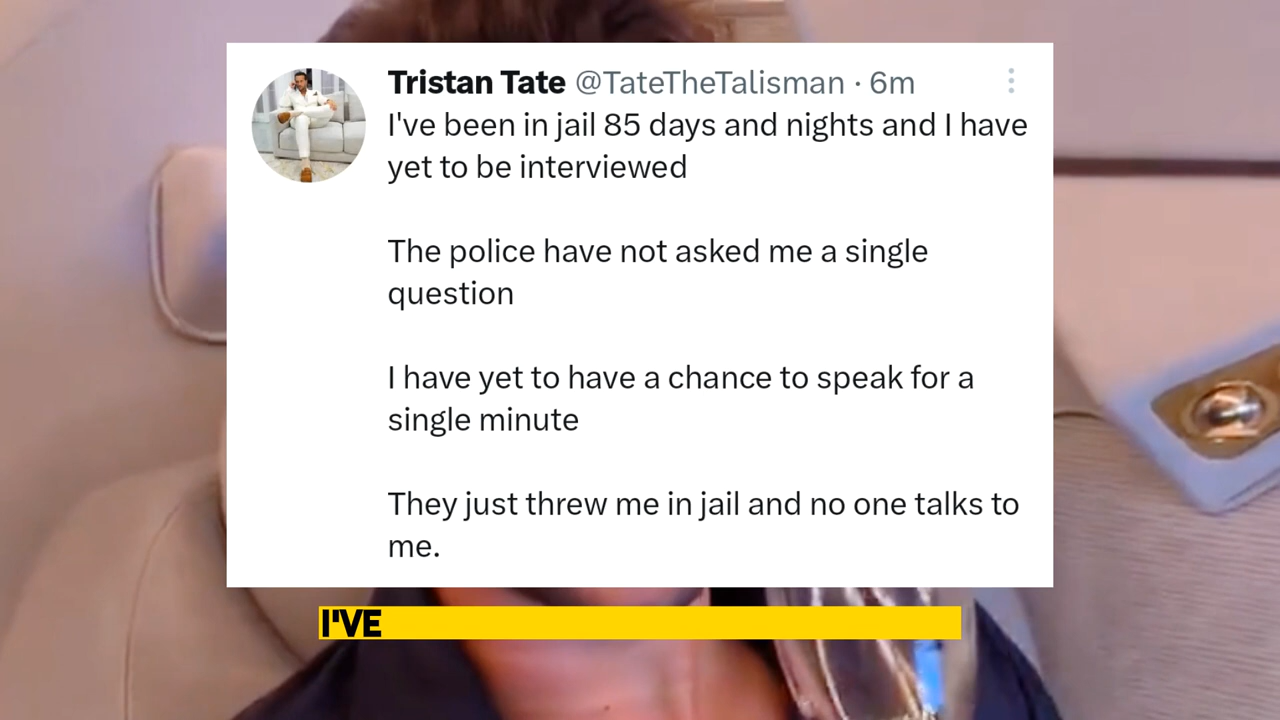 Tristan Tate @TateTheTalisman · 6m
I've been in jail 85 days and nights and I have
yet to be interviewed
The police have not asked me a single
question
I have yet to have a chance to speak for a
single minute
They just threw me in jail and no one talks to
me.
I'VE